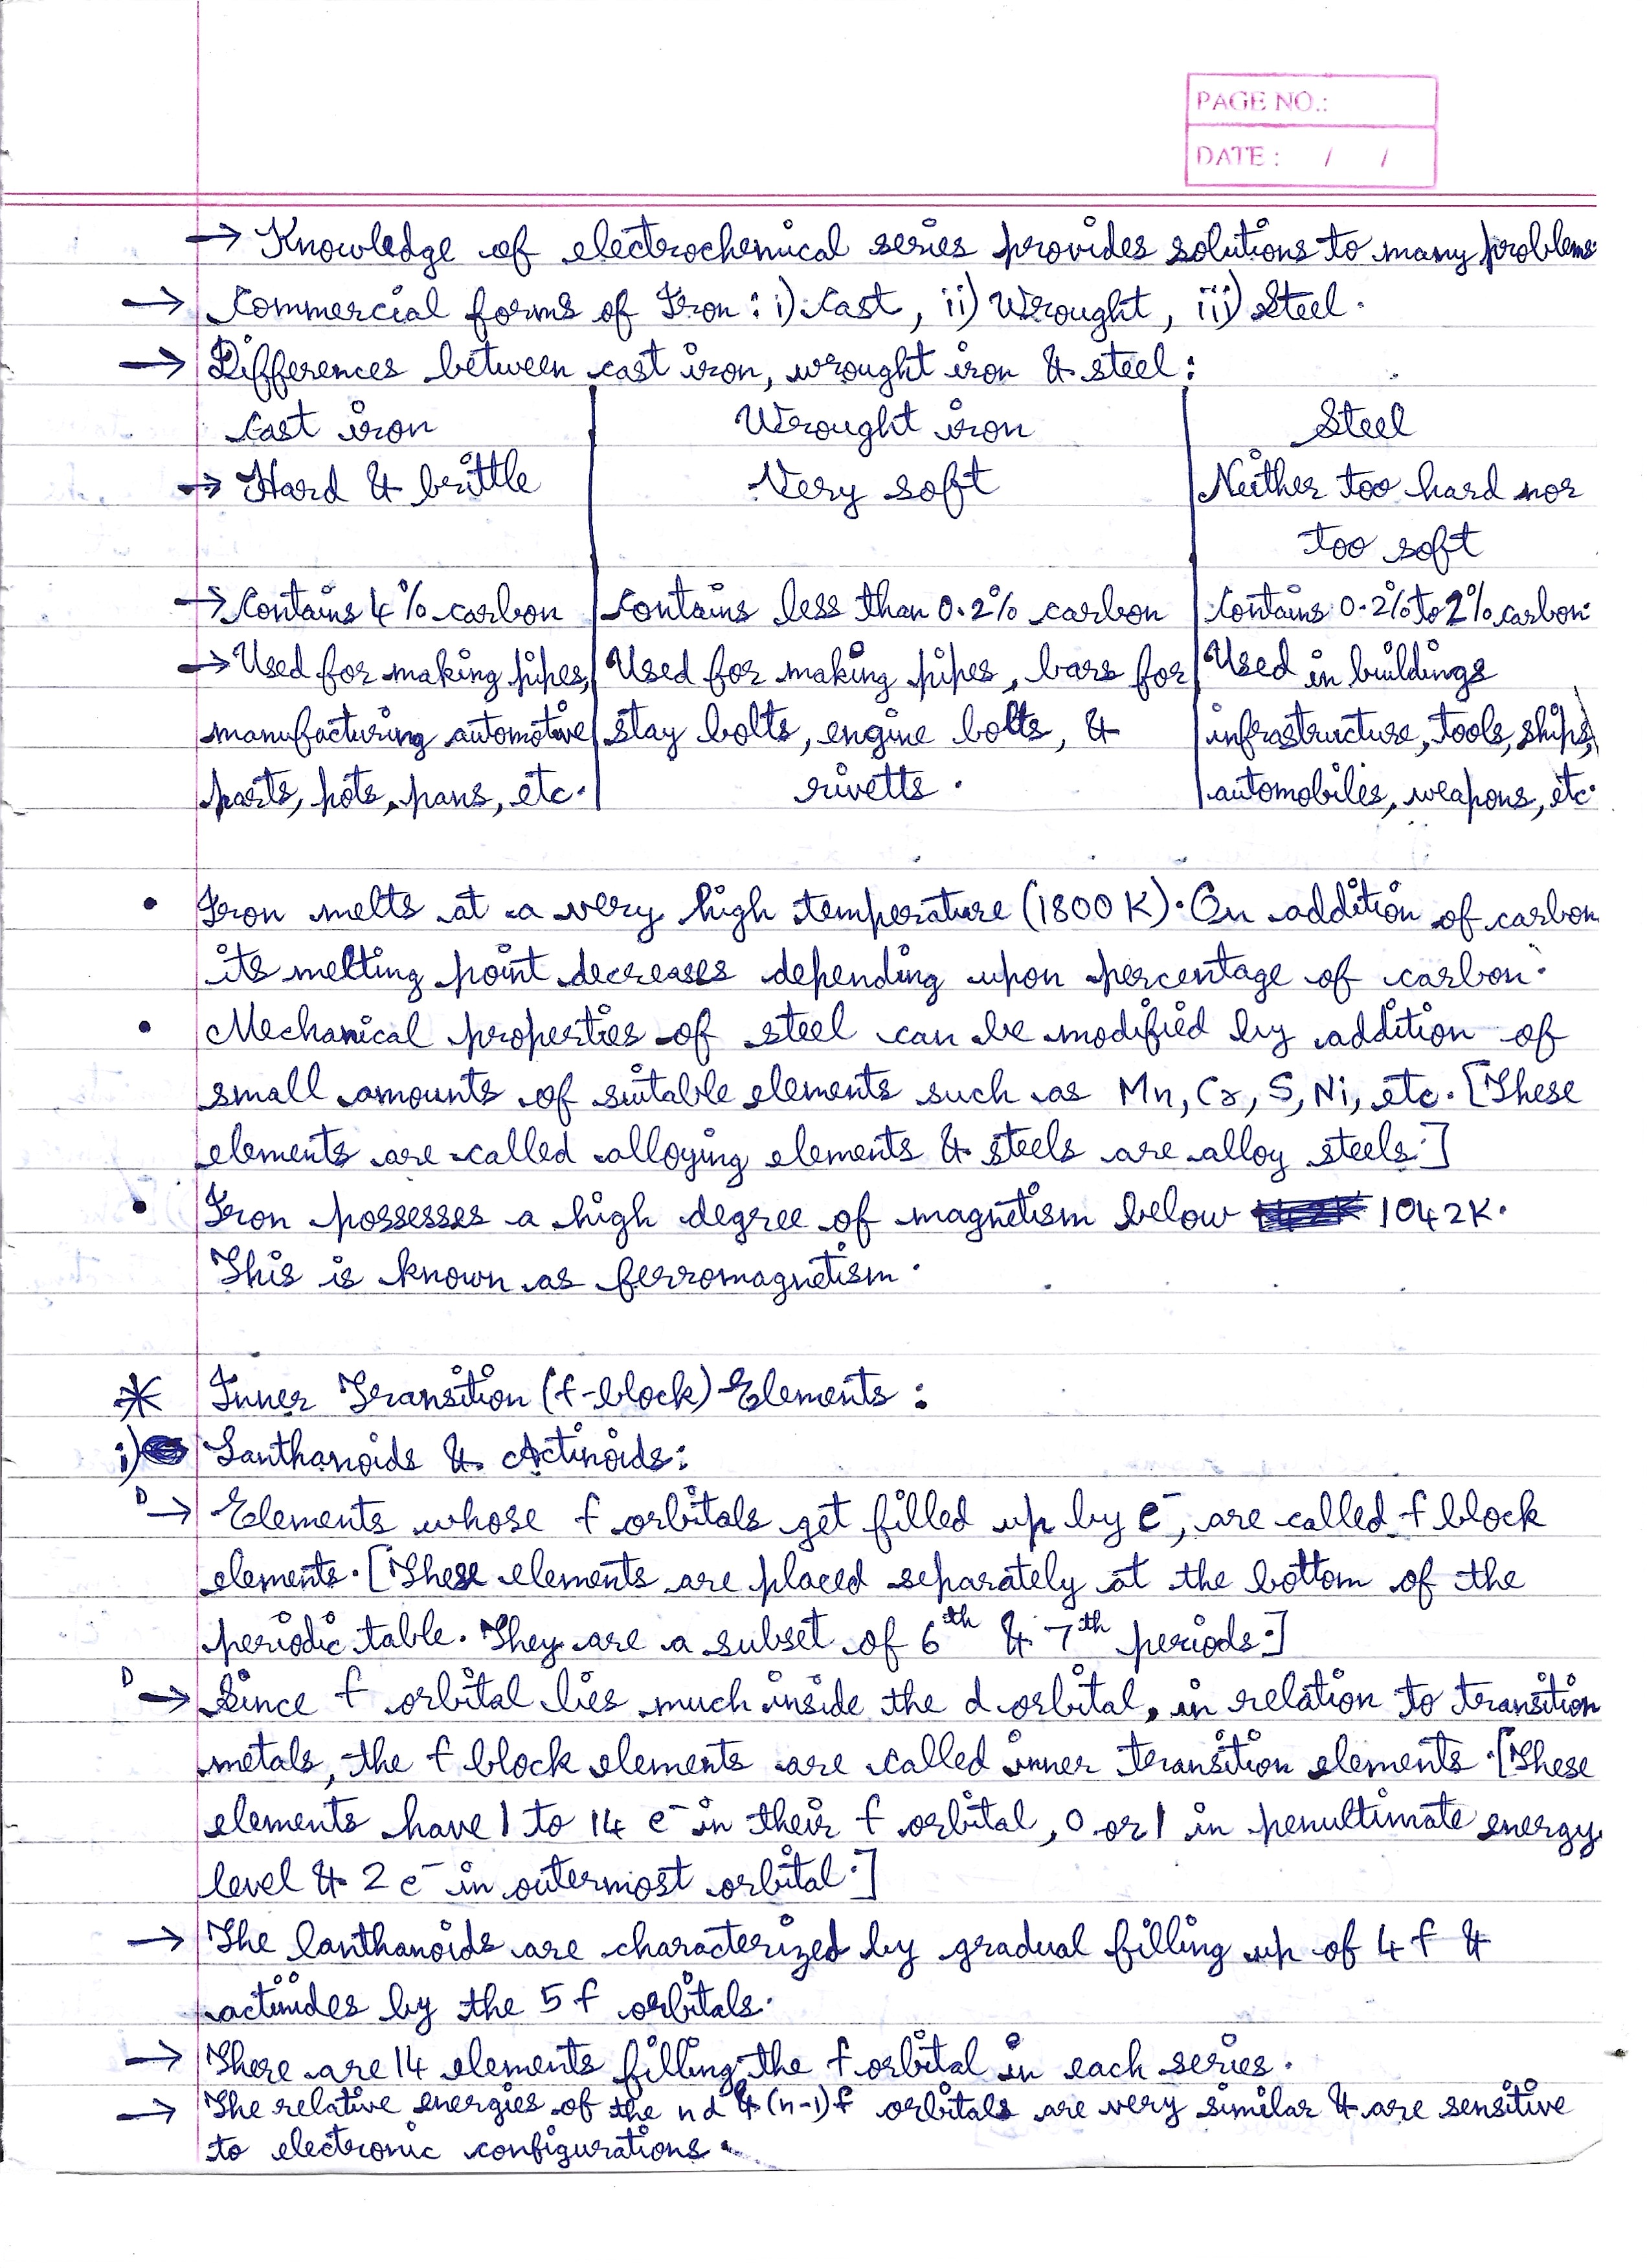 PAGE NO.:
DATE : / /
→ Knowledge of electrochemical series provides solutions to many problems
→ Commercial forms of Iron : i) Cast, ii) Wrought, iii) Steel.
→ Differences between cast iron, wrought iron & steel :
Cast iron | Wrought iron | Steel
→ Hard & brittle | Very soft | Neither too hard nor
too soft
→ Contains 4% carbon | Contains less than 0.2% carbon | Contains 0.2% to 2% carbon.
→ Used for making pipes, | Used for making pipes, bars for | Used in buildings
manufacturing automotive | stay bolts, engine bolts, & | infrastructure, tools, ships,
parts, pots, pans, etc. | rivetts. | automobiles, weapons, etc.
• Iron melts at a very high temperature (1800 K). On addition of carbon
its melting point decreases depending upon percentage of carbon.
• Mechanical properties of steel can be modified by addition of
small amounts of suitable elements such as Mn, Cr, S, Ni, etc. [These
elements are called alloying elements & steels are alloy steels.]
• Iron possesses a high degree of magnetism below 1042K.
This is known as ferromagnetism.
* Inner Transition (f-block) Elements :
i) Lanthanoids & Actinoids :
D → Elements whose f orbitals get filled up by e⁻, are called f block
elements. [These elements are placed separately at the bottom of the
periodic table. They are a subset of 6th & 7th periods.]
D → Since f orbital lies much inside the d orbital, in relation to transition
metals, the f block elements are called inner transition elements. [These
elements have 1 to 14 e⁻ in their f orbital, 0 or 1 in penultimate energy
level & 2 e⁻ in outermost orbital.]
→ The lanthanoids are characterized by gradual filling up of 4f &
actinides by the 5f orbitals.
→ There are 14 elements filling the f orbital in each series.
→ The relative energies of the nd & (n-1)f orbitals are very similar & are sensitive
to electronic configurations.